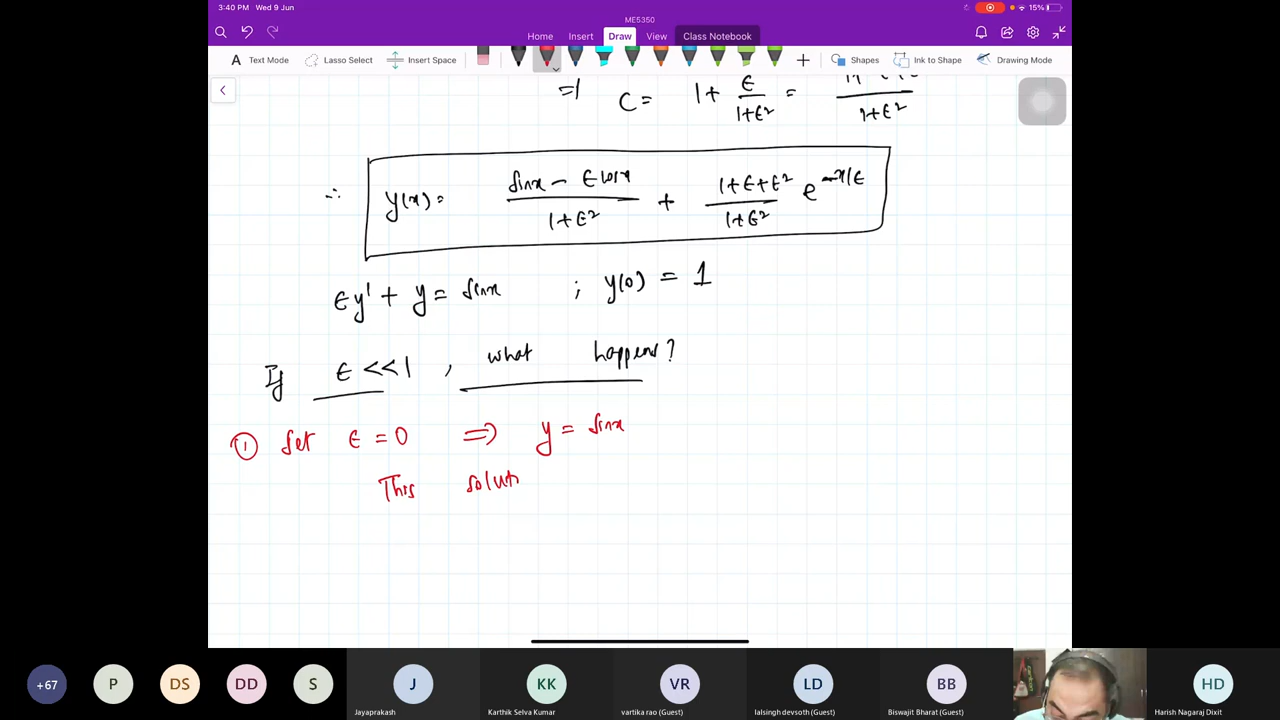 3:40 PM Wed 9 Jun
15%
ME5350
Home Insert Draw View Class Notebook
A Text Mode Lasso Select Insert Space + Shapes Ink to Shape Drawing Mode
=) C = 1 + ϵ/(1+ϵ²) = /(1+ϵ²)
∴ y(x) = (sinx − ϵcosx)/(1+ϵ²) + (1+ϵ+ϵ²)/(1+ϵ²) e^(−x/ϵ)
ϵy' + y = sinx ; y(0) = 1
If ϵ <<1 , what happens?
① Set ϵ = 0 ⇒ y = sinx
This solut
+67 P DS DD S J KK VR LD BB HD
Jayaprakash Karthik Selva Kumar vartika rao (Guest) lalsingh devsoth (Guest) Biswajit Bharat (Guest) Harish Nagaraj Dixit